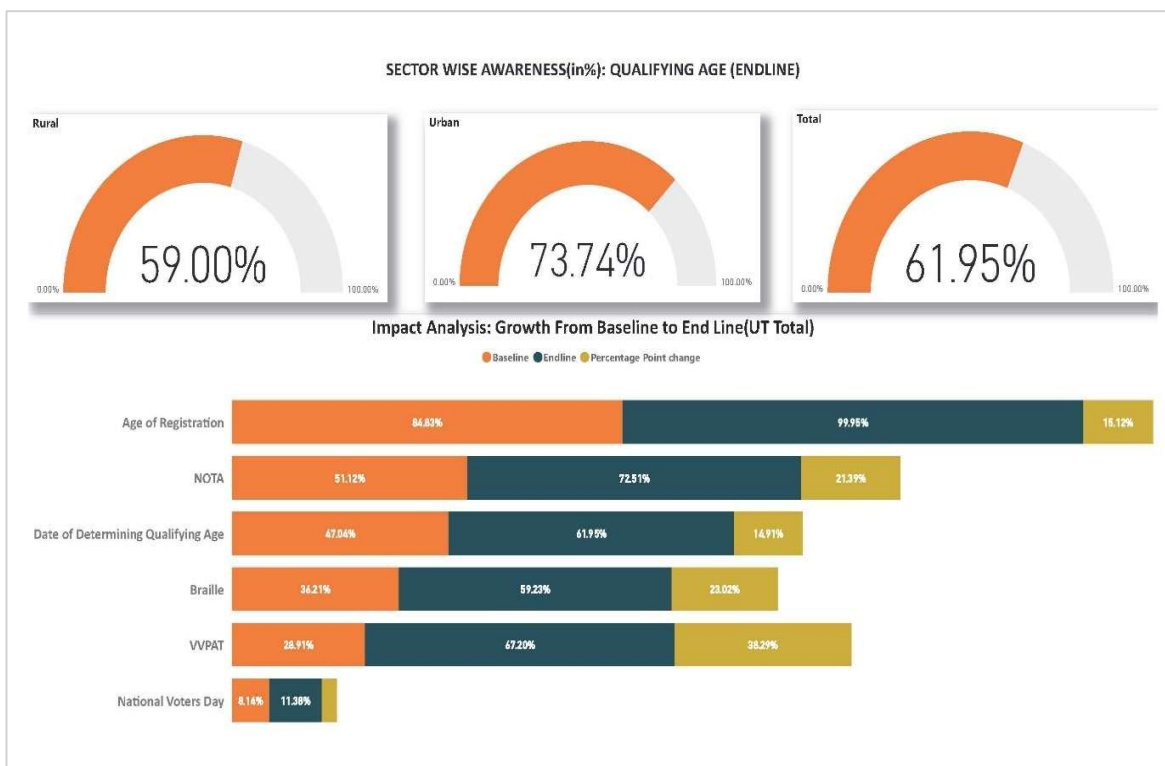 SECTOR WISE AWARENESS(in%): QUALIFYING AGE (ENDLINE)
Rural
59.00%
0.00%
100.00%
Urban
73.74%
0.00%
100.00%
Total
61.95%
0.00%
100.00%
Impact Analysis: Growth From Baseline to End Line(UT Total)
Baseline Endline Percentage Point change
Age of Registration 84.83% 99.95% 15.12%
NOTA 51.12% 72.51% 21.39%
Date of Determining Qualifying Age 47.04% 61.95% 14.91%
Braille 36.21% 59.23% 23.02%
VVPAT 28.91% 67.20% 38.29%
National Voters Day 8.14% 11.38%